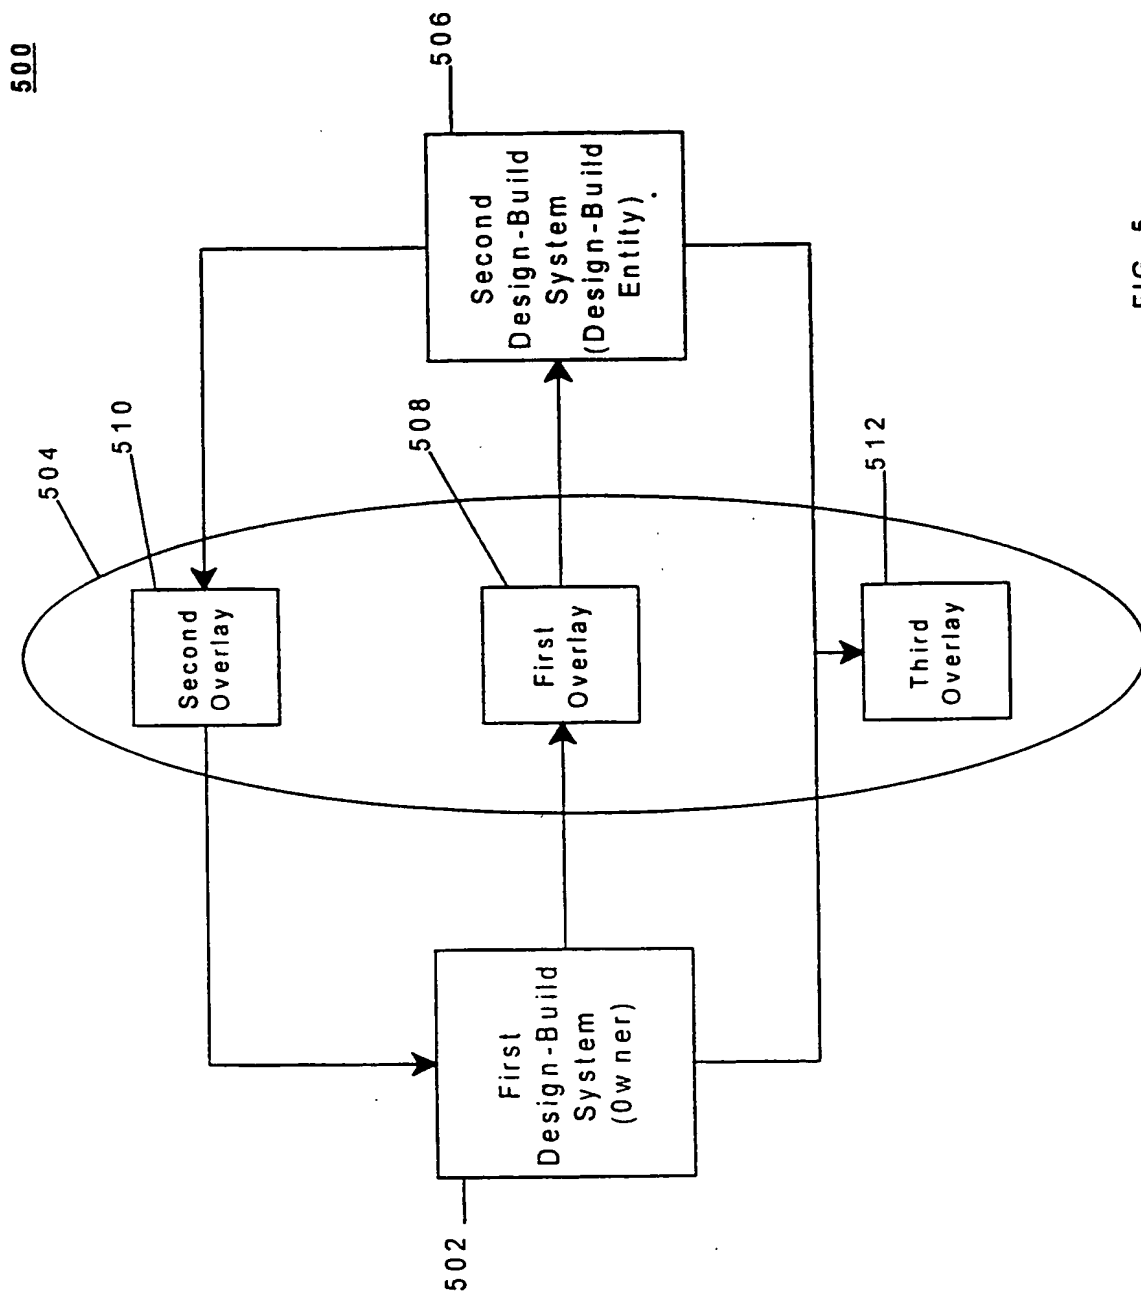 500
504
510
Second
Overlay
502
First
Design-Build
System
(Owner)
508
First
Overlay
506
Second
Design-Build
System
(Design-Build
Entity)
512
Third
Overlay
FIG. 5